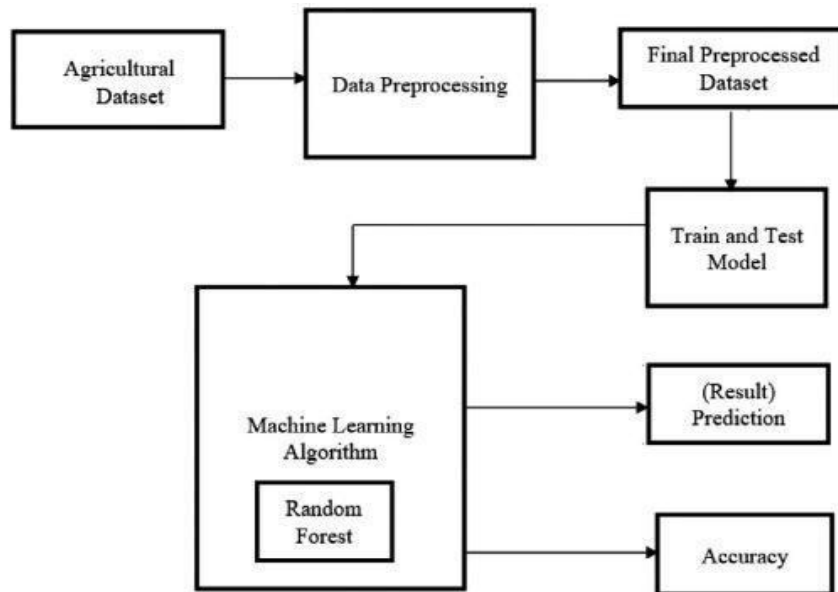 Agricultural
Dataset
Data Preprocessing
Final Preprocessed
Dataset
Train and Test
Model
Machine Learning
Algorithm
Random
Forest
(Result)
Prediction
Accuracy